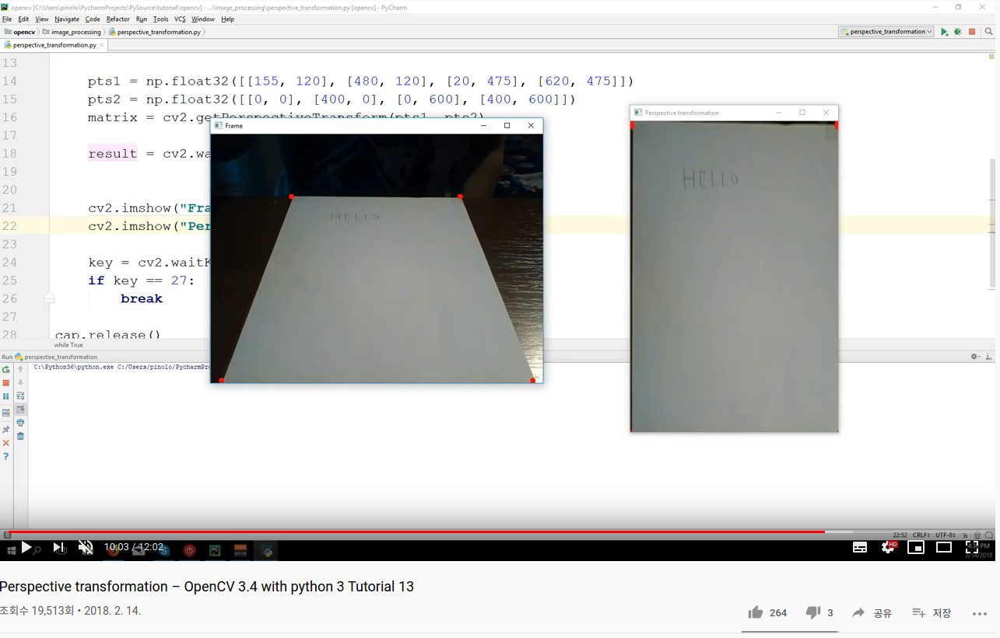 opencv [C:\Users\pinolo\PycharmProjects\PySource\tutorial\opencv] - ...\image_processing\perspective_transformation.py [opencv] - PyCharm
File Edit View Navigate Code Refactor Run Tools VCS Window Help
opencv image_processing perspective_transformation.py perspective_transformation
perspective_transformation.py
13
14 pts1 = np.float32([[155, 120], [480, 120], [20, 475], [620, 475]])
15 pts2 = np.float32([[0, 0], [400, 0], [0, 600], [400, 600]])
16 matrix = cv2.getPerspectiveTransform(pts1, pts2)
17
18 result = cv2.wa
19
20
21 cv2.imshow("Fra
22 cv2.imshow("Per
23
24 key = cv2.waitK
25 if key == 27:
26 break
27
28 cap.release()
while True
Frame
HELLO
Perspective transformation
HELLO
Run perspective_transformation
C:\Python36\python.exe C:/Users/pinolo/PycharmPro
22:52 CRLF÷ UTF-8÷
10:03 / 12:02
HD
2/14/2018
Perspective transformation – OpenCV 3.4 with python 3 Tutorial 13
조회수 19,513회 • 2018. 2. 14.
264 3 공유 저장